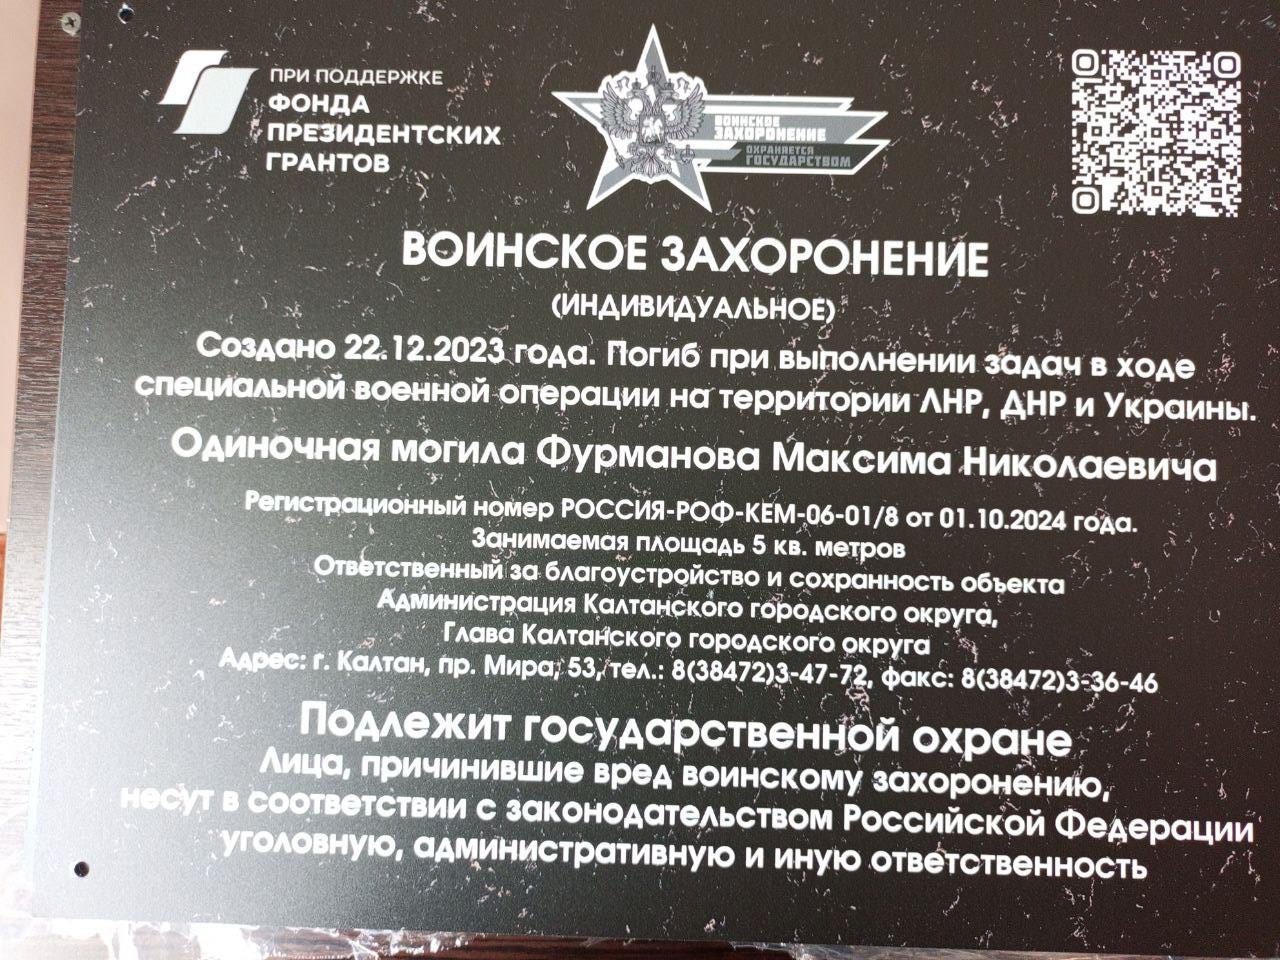 ПРИ ПОДДЕРЖКЕ
ФОНДА
ПРЕЗИДЕНТСКИХ
ГРАНТОВ
ВОИНСКОЕ
ЗАХОРОНЕНИЕ
ОХРАНЯЕТСЯ
ГОСУДАРСТВОМ
ВОИНСКОЕ ЗАХОРОНЕНИЕ
(ИНДИВИДУАЛЬНОЕ)
Создано 22.12.2023 года. Погиб при выполнении задач в ходе
специальной военной операции на территории ЛНР, ДНР и Украины.
Одиночная могила Фурманова Максима Николаевича
Регистрационный номер РОССИЯ-РОФ-КЕМ-06-01/8 от 01.10.2024 года.
Занимаемая площадь 5 кв. метров
Ответственный за благоустройство и сохранность объекта
Администрация Калтанского городского округа,
Глава Калтанского городского округа
Адрес: г. Калтан, пр. Мира, 53, тел.: 8(38472)3-47-72, факс: 8(38472)3-36-46
Подлежит государственной охране
Лица, причинившие вред воинскому захоронению,
несут в соответствии с законодательством Российской Федерации
уголовную, административную и иную ответственность